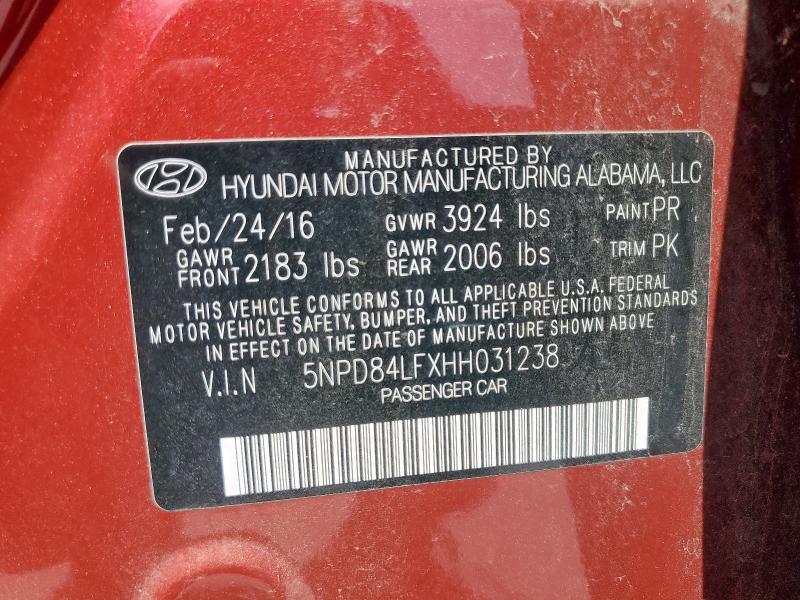 MANUFACTURED BY
HYUNDAI MOTOR MANUFACTURING ALABAMA, LLC
Feb/24/16 GVWR 3924 lbs PAINT PR
GAWR FRONT 2183 lbs GAWR REAR 2006 lbs TRIM PK
THIS VEHICLE CONFORMS TO ALL APPLICABLE U.S.A. FEDERAL
MOTOR VEHICLE SAFETY, BUMPER, AND THEFT PREVENTION STANDARDS
IN EFFECT ON THE DATE OF MANUFACTURE SHOWN ABOVE
V.I.N 5NPD84LFXHH031238
PASSENGER CAR